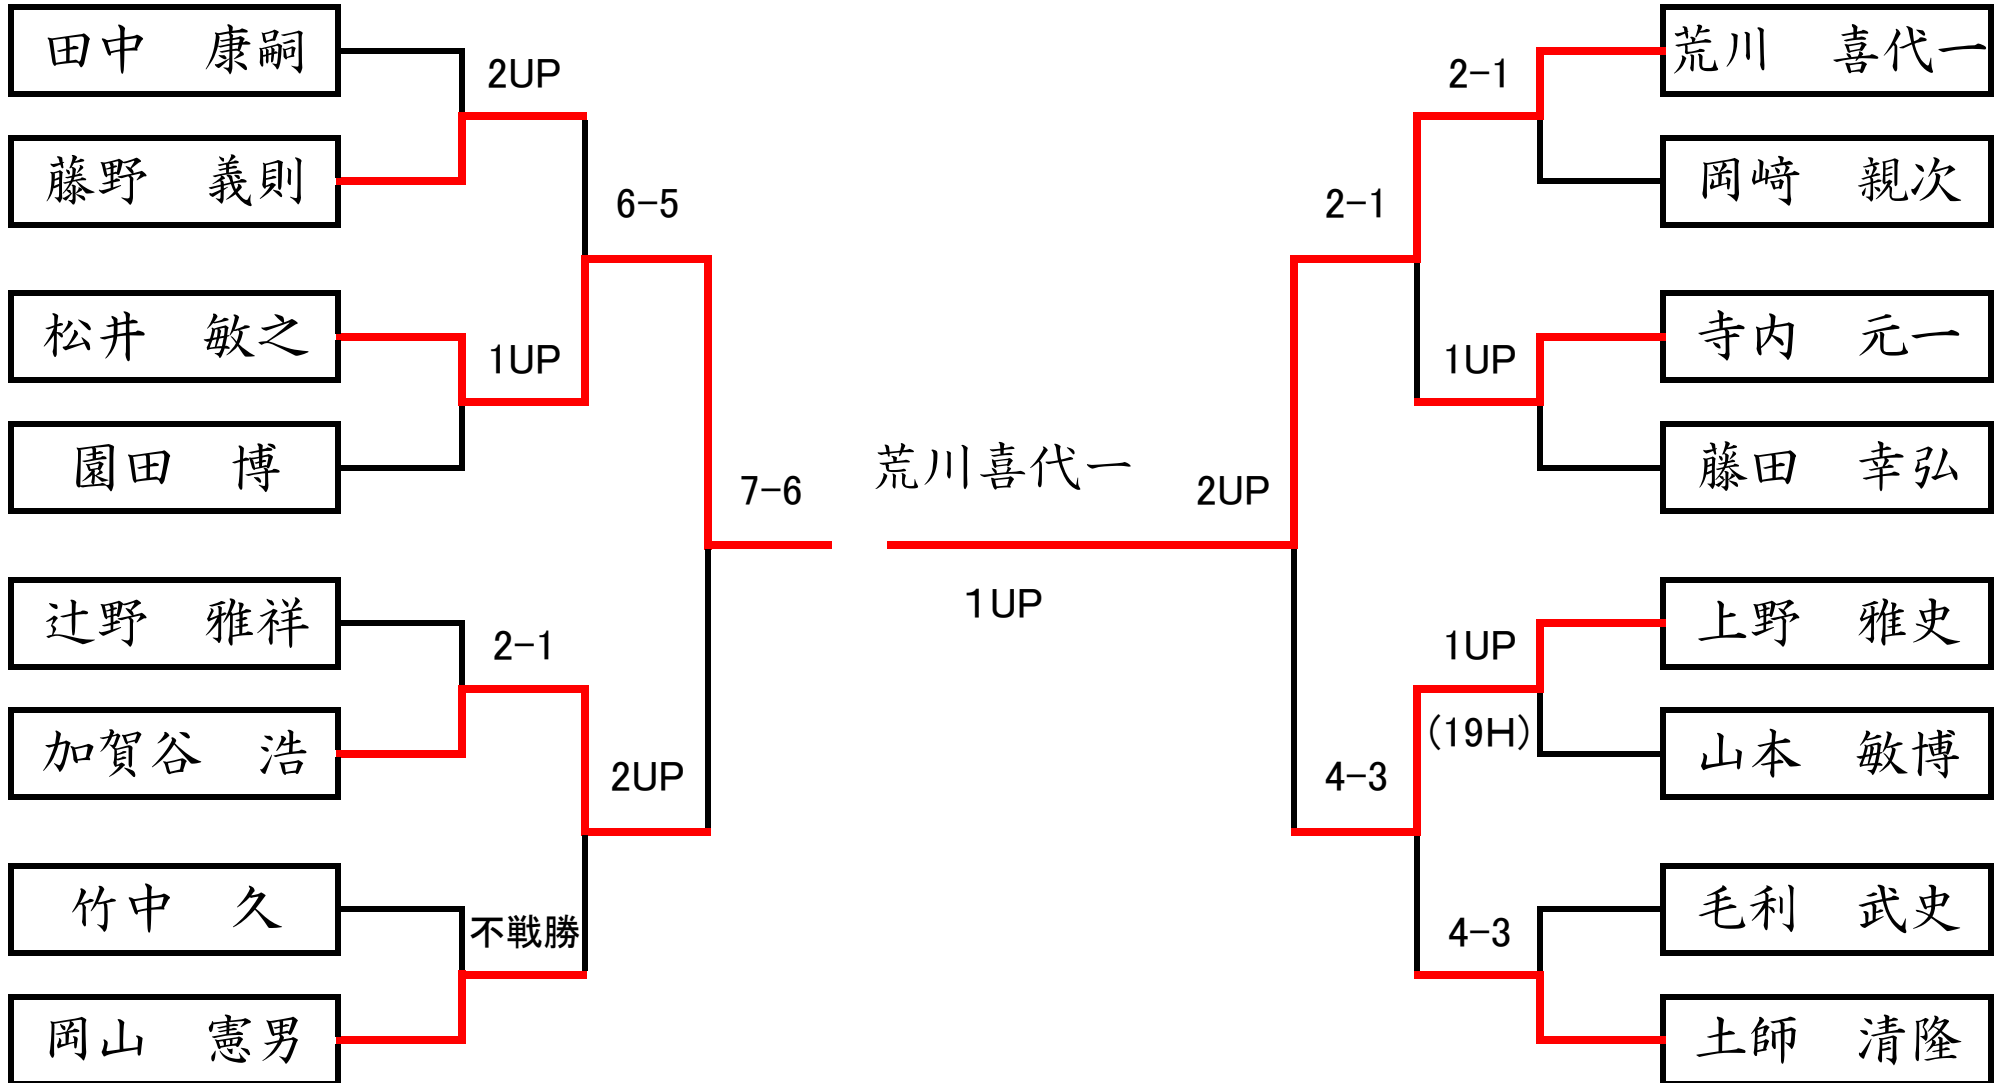 田中　康嗣
藤野　義則
松井　敏之
園田　博
辻野　雅祥
加賀谷　浩
竹中　久
岡山　憲男
2UP
1UP
2-1
不戦勝
6-5
2UP
7-6
荒川喜代一
1UP
2UP
2-1
4-3
2-1
1UP
1UP
(19H)
4-3
荒川　喜代一
岡﨑　親次
寺内　元一
藤田　幸弘
上野　雅史
山本　敏博
毛利　武史
土師　清隆